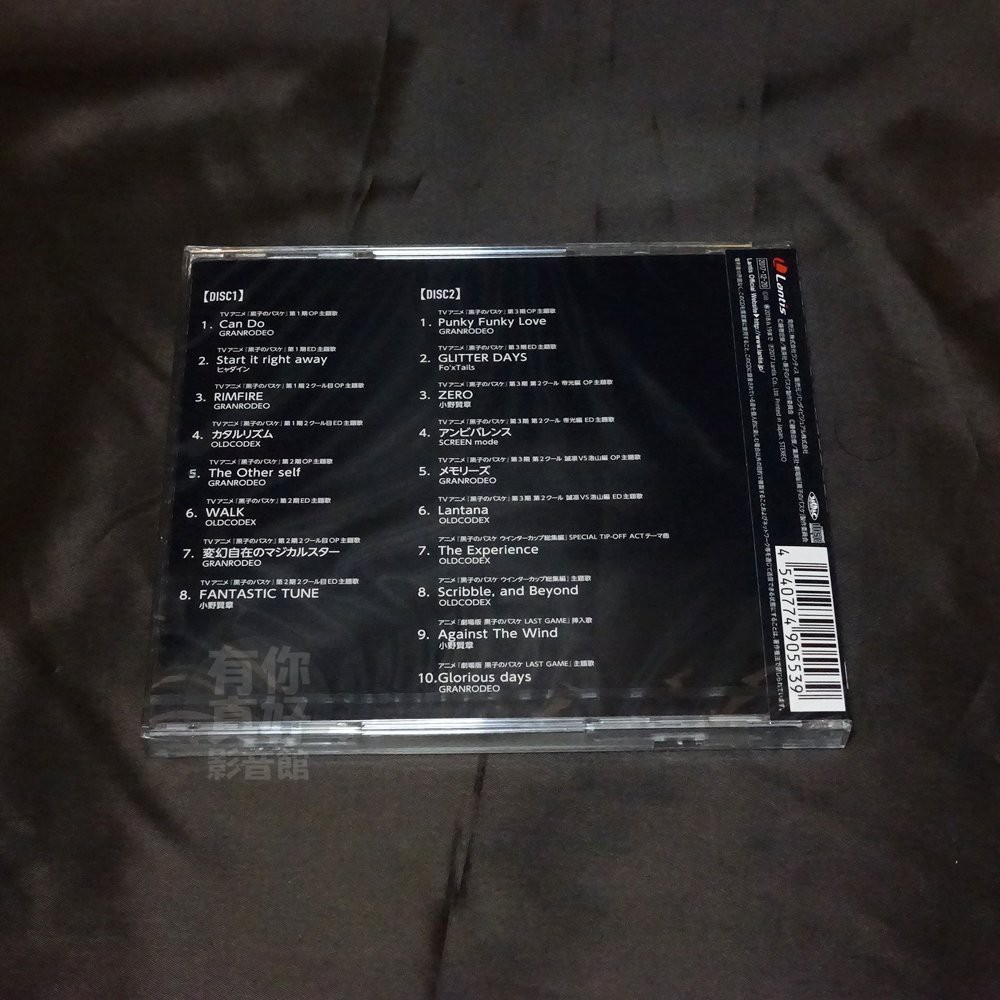 【DISC1】
TVアニメ『黒子のバスケ』第1期OP主題歌
1. Can Do
GRANRODEO
TVアニメ『黒子のバスケ』第1期ED主題歌
2. Start it right away
ヒャダイン
TVアニメ『黒子のバスケ』第1期2クール目OP主題歌
3. RIMFIRE
GRANRODEO
TVアニメ『黒子のバスケ』第1期2クール目ED主題歌
4. カタルリズム
OLDCODEX
TVアニメ『黒子のバスケ』第2期OP主題歌
5. The Other self
GRANRODEO
TVアニメ『黒子のバスケ』第2期ED主題歌
6. WALK
OLDCODEX
TVアニメ『黒子のバスケ』第2期2クール目OP主題歌
7. 変幻自在のマジカルスター
GRANRODEO
TVアニメ『黒子のバスケ』第2期2クール目ED主題歌
8. FANTASTIC TUNE
小野賢章
【DISC2】
TVアニメ『黒子のバスケ』第3期OP主題歌
1. Punky Funky Love
GRANRODEO
TVアニメ『黒子のバスケ』第3期ED主題歌
2. GLITTER DAYS
Fo'xTails
TVアニメ『黒子のバスケ』第3期 第2クール 帝光編 OP主題歌
3. ZERO
小野賢章
TVアニメ『黒子のバスケ』第3期 第2クール 帝光編 ED主題歌
4. アンビバレンス
SCREEN mode
TVアニメ『黒子のバスケ』第3期 第2クール 誠凛VS洛山編 OP主題歌
5. メモリーズ
GRANRODEO
TVアニメ『黒子のバスケ』第3期 第2クール 誠凛VS洛山編 ED主題歌
6. Lantana
OLDCODEX
アニメ『黒子のバスケ ウインターカップ総集編』SPECIAL TIP-OFF ACTテーマ曲
7. The Experience
OLDCODEX
アニメ『黒子のバスケ ウインターカップ総集編』主題歌
8. Scribble, and Beyond
OLDCODEX
アニメ『劇場版 黒子のバスケ LAST GAME』挿入歌
9. Against The Wind
小野賢章
アニメ『劇場版 黒子のバスケ LAST GAME』主題歌
10. Glorious days
GRANRODEO
Lantis
2017・12・20
Lantis Official Website▶http://www.lantis.jp/
4 540774 905539
有你
真好
影音館